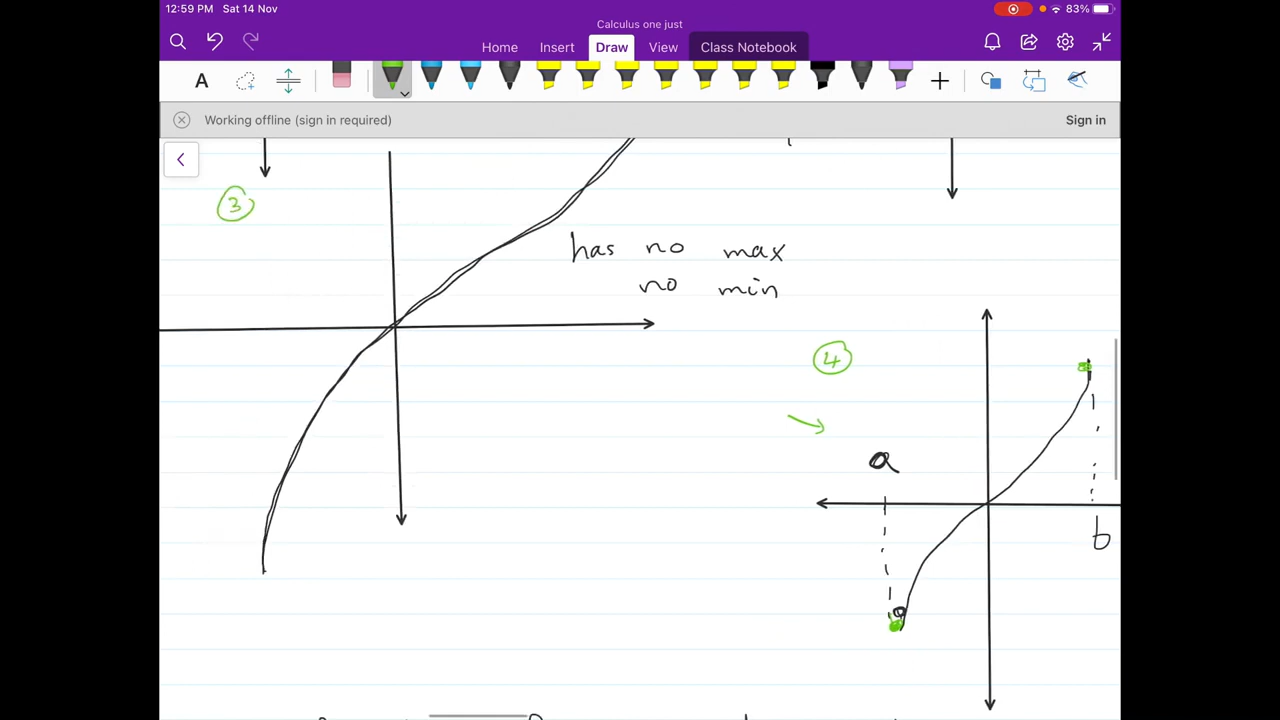 12:59 PM Sat 14 Nov
83%
Calculus one just
Home Insert Draw View Class Notebook
A
Working offline (sign in required)
Sign in
3
has no max
no min
4
a
b